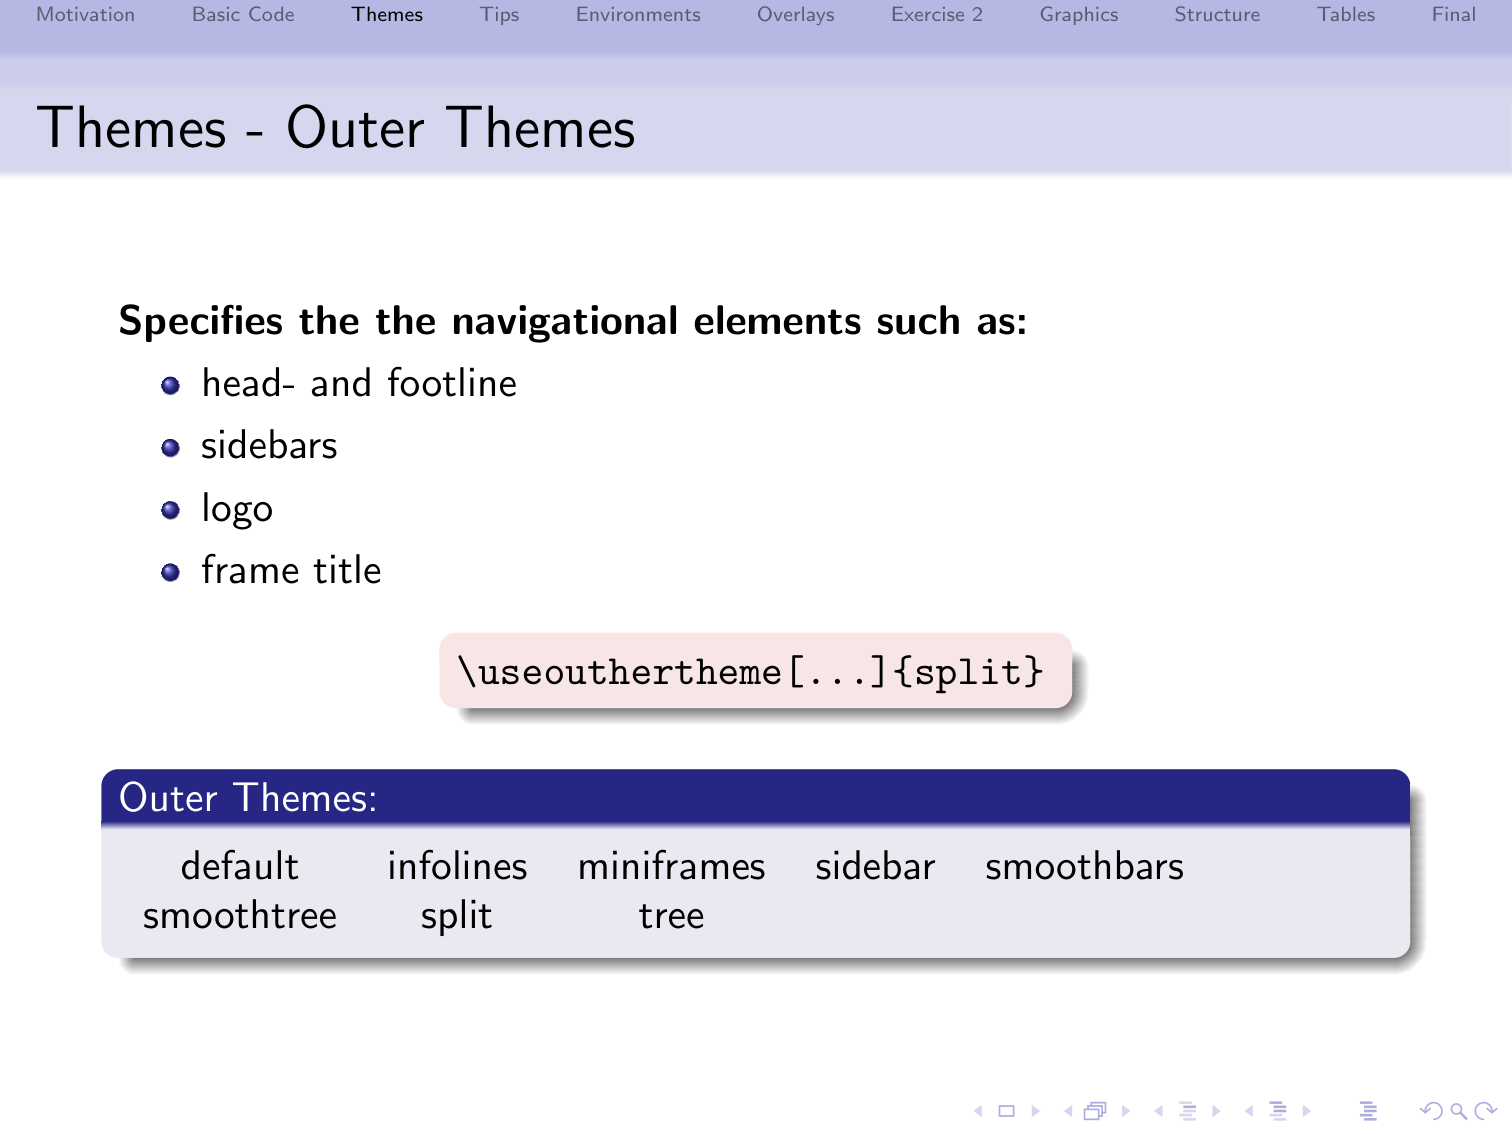 Motivation Basic Code Themes Tips Environments Overlays Exercise 2 Graphics Structure Tables Final
Themes - Outer Themes
Specifies the the navigational elements such as:
head- and footline
sidebars
logo
frame title
\useouthertheme[...]{split}
Outer Themes:
default infolines miniframes sidebar smoothbars
smoothtree split tree